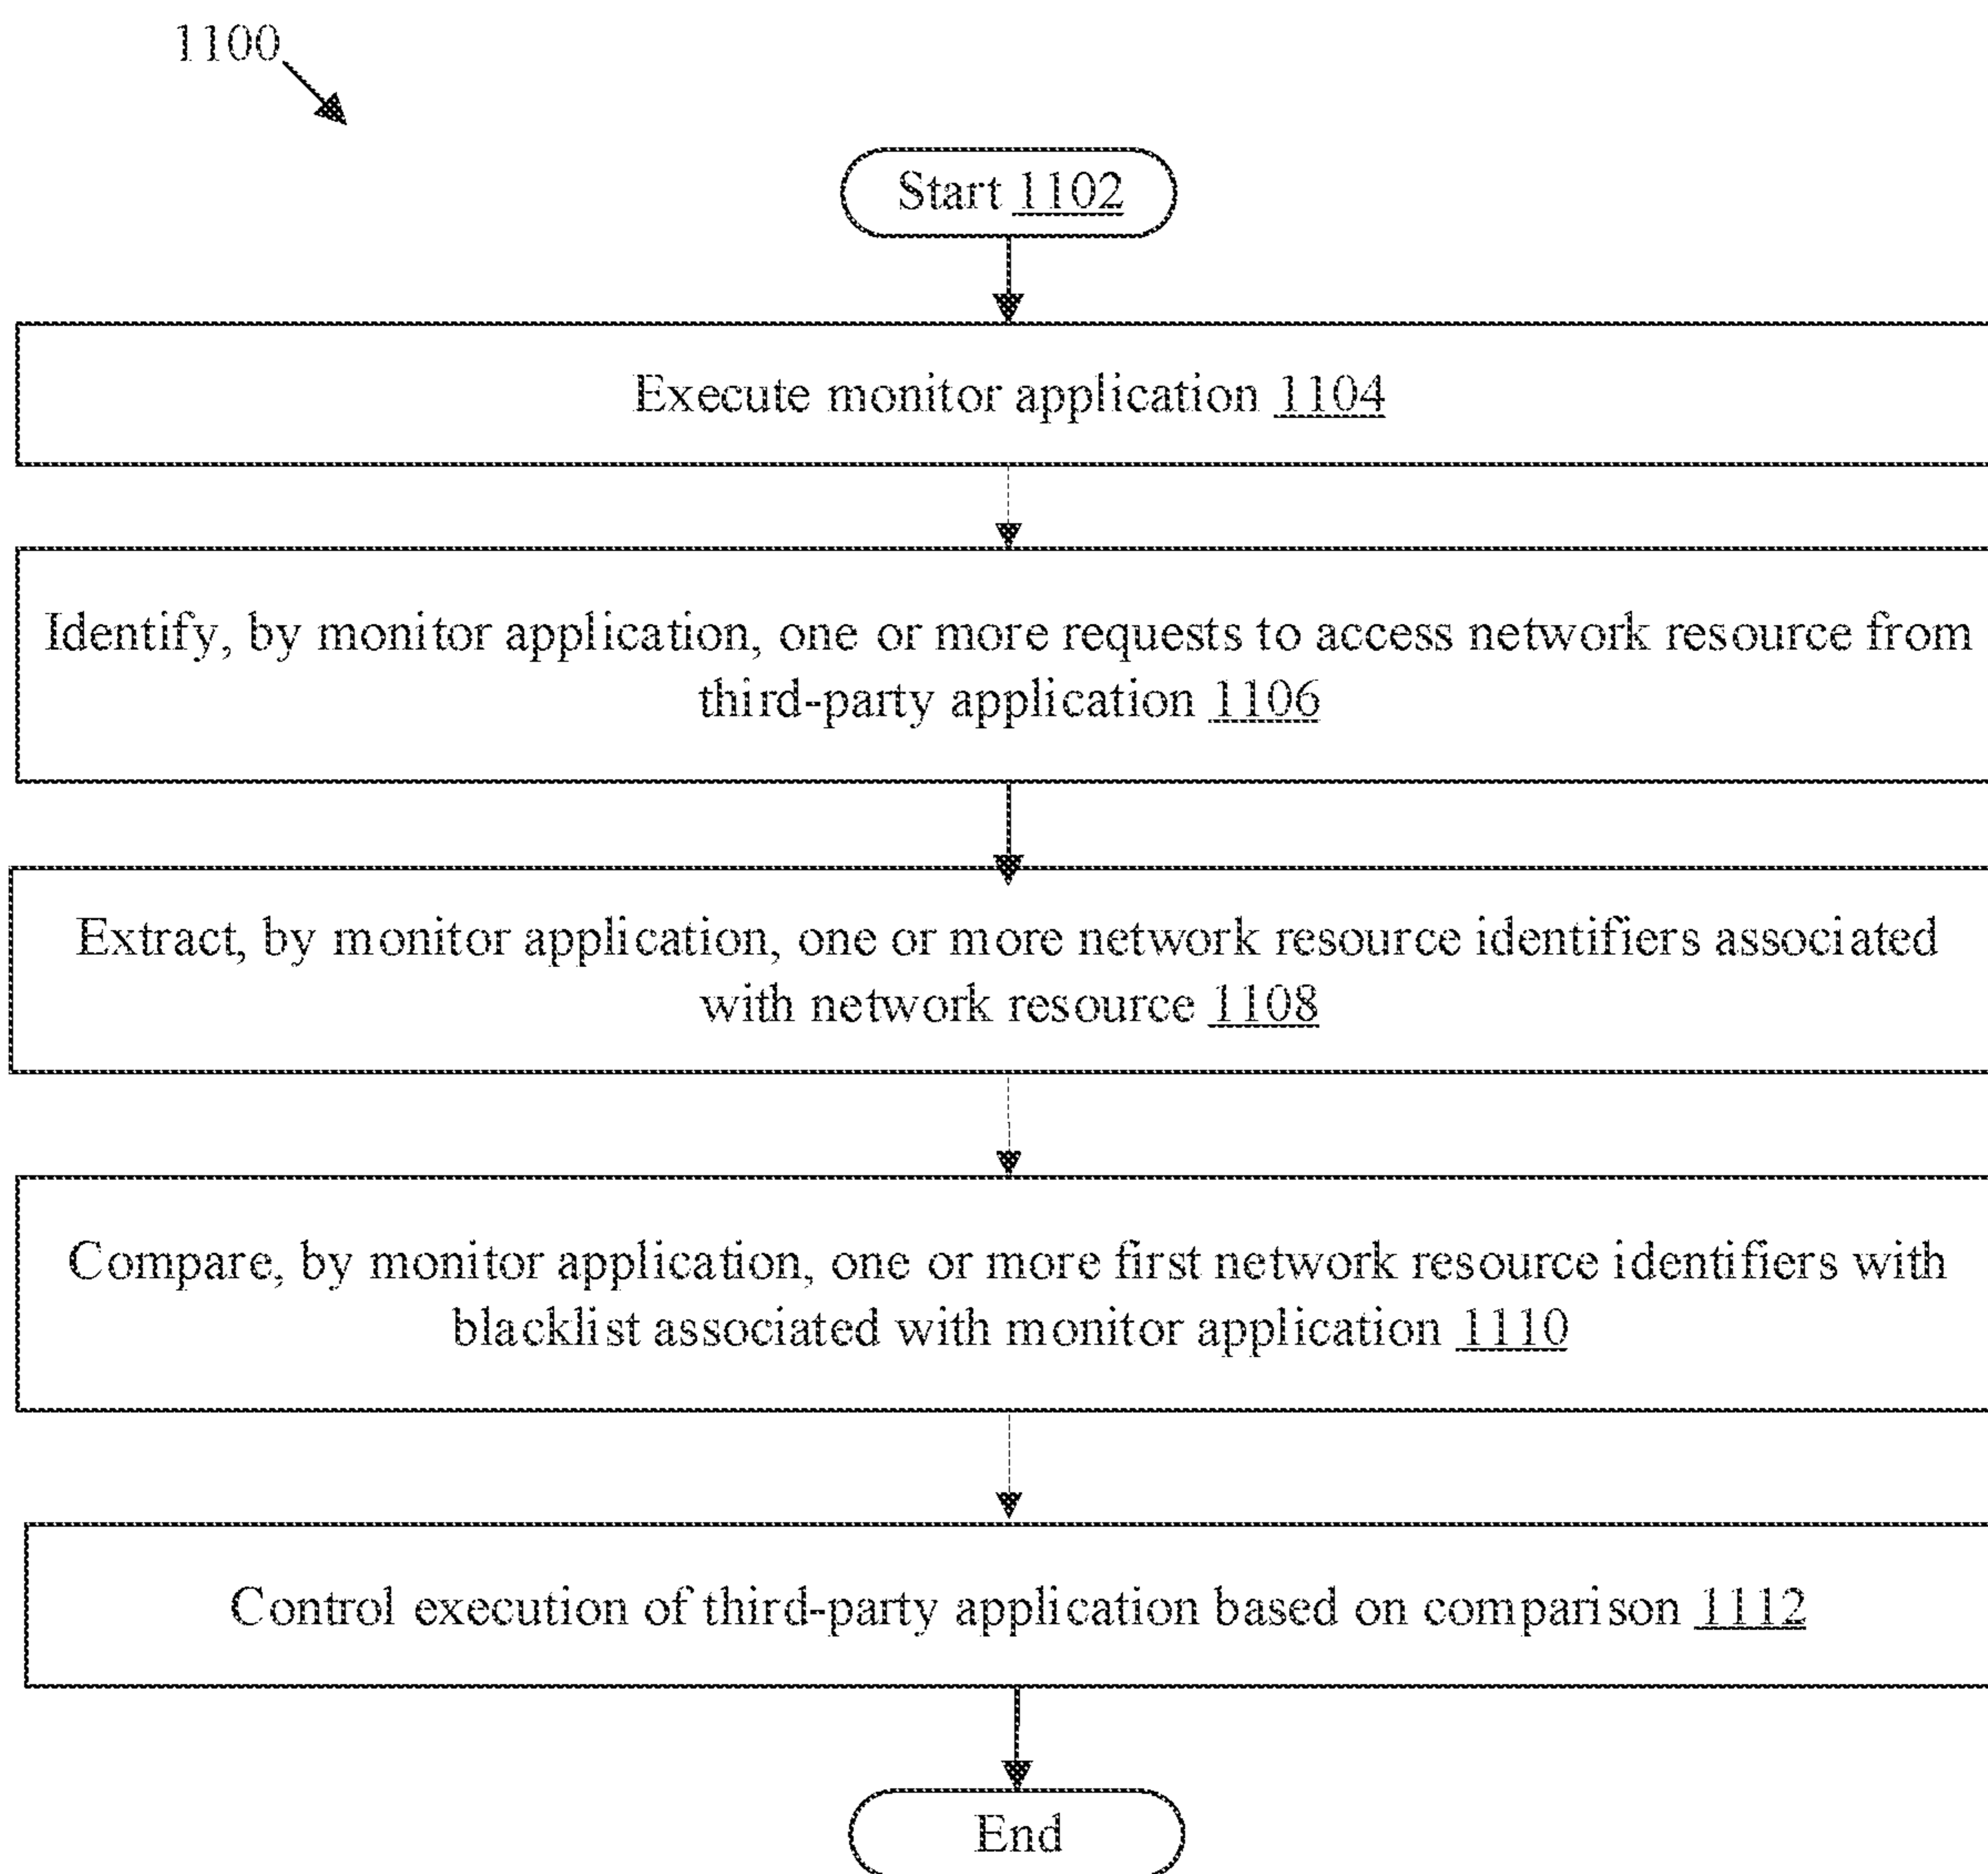 1100
Start 1102
Execute monitor application 1104
Identify, by monitor application, one or more requests to access network resource from
third-party application 1106
Extract, by monitor application, one or more network resource identifiers associated
with network resource 1108
Compare, by monitor application, one or more first network resource identifiers with
blacklist associated with monitor application 1110
Control execution of third-party application based on comparison 1112
End